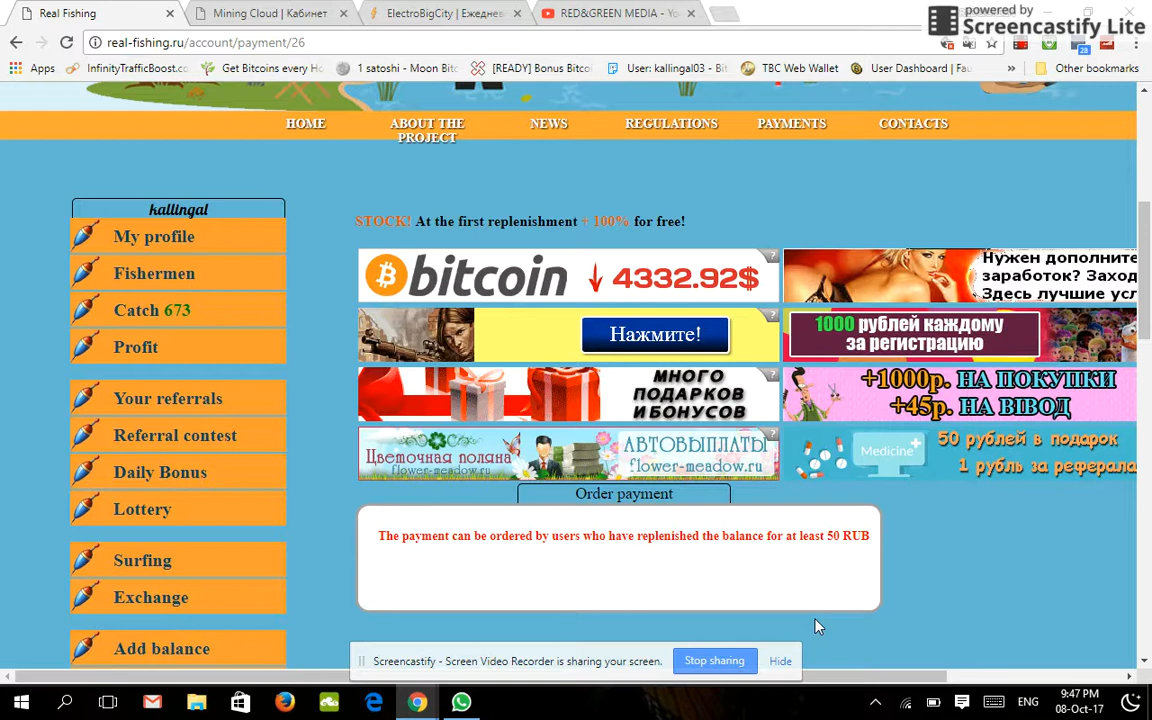 Real Fishing
Mining Cloud | Кабинет
ElectroBigCity | Ежеднев
RED&GREEN MEDIA - Yo
powered by
Screencastify Lite
real-fishing.ru/account/payment/26
28
Apps
InfinityTrafficBoost.co
Get Bitcoins every Ho
1 satoshi - Moon Bitc
[READY] Bonus Bitco
User: kallingal03 - Bit
TBC Web Wallet
User Dashboard | Fau
»
Other bookmarks
HOME
ABOUT THE
PROJECT
NEWS
REGULATIONS
PAYMENTS
CONTACTS
kallingal
My profile
Fishermen
Catch 673
Profit
Your referrals
Referral contest
Daily Bonus
Lottery
Surfing
Exchange
Add balance
STOCK! At the first replenishment + 100% for free!
bitcoin ↓ 4332.92$
?
Нужен дополните
заработок? Заход
Здесь лучшие усл
Нажмите!
?
1000 рублей каждому
за регистрацию
МНОГО
ПОДАРКОВ
И БОНУСОВ
?
+1000р. НА ПОКУПКИ
+45р. НА ВІВОД
Цветочная поляна
flower-meadow.ru
АВТОВЫПЛАТЫ
flower-meadow.ru
?
Medicine
50 рублей в подарок
1 рубль за реферала
Order payment
The payment can be ordered by users who have replenished the balance for at least 50 RUB
Screencastify - Screen Video Recorder is sharing your screen.
Stop sharing
Hide
ENG
9:47 PM
08-Oct-17